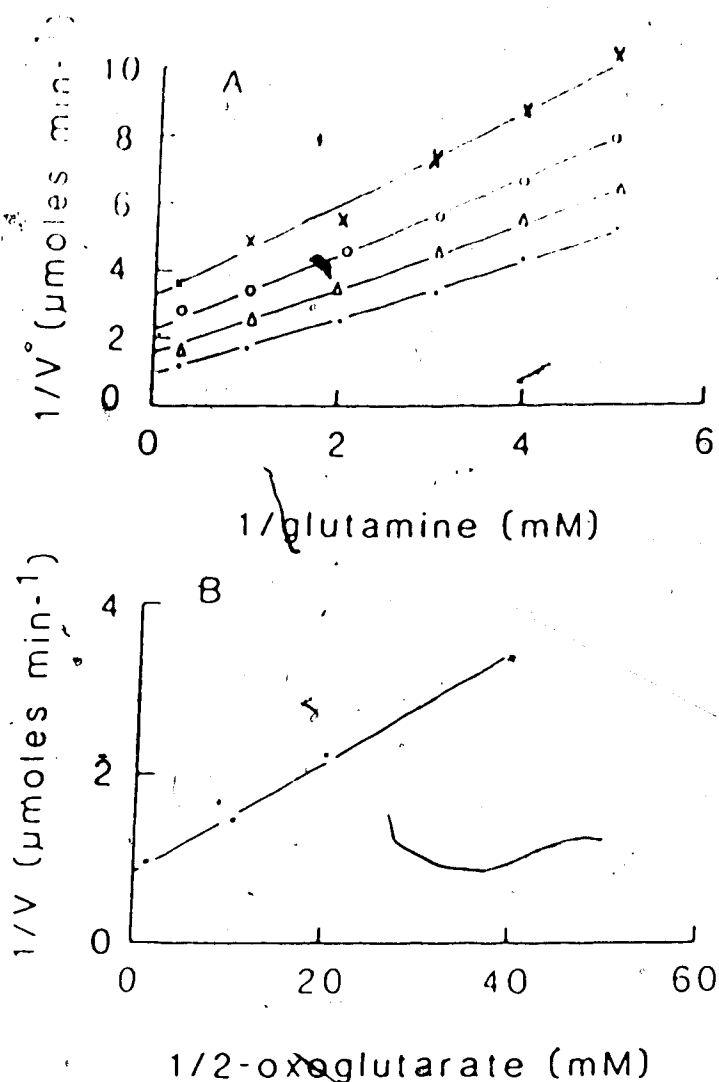 A
1/V° (μmoles min-¹)
10
8
6
4
2
0
0 2 4 6
1/glutamine (mM)
B
1/V (μmoles min-¹)
4
2
0
0 20 40 60
1/2-oxoglutarate (mM)